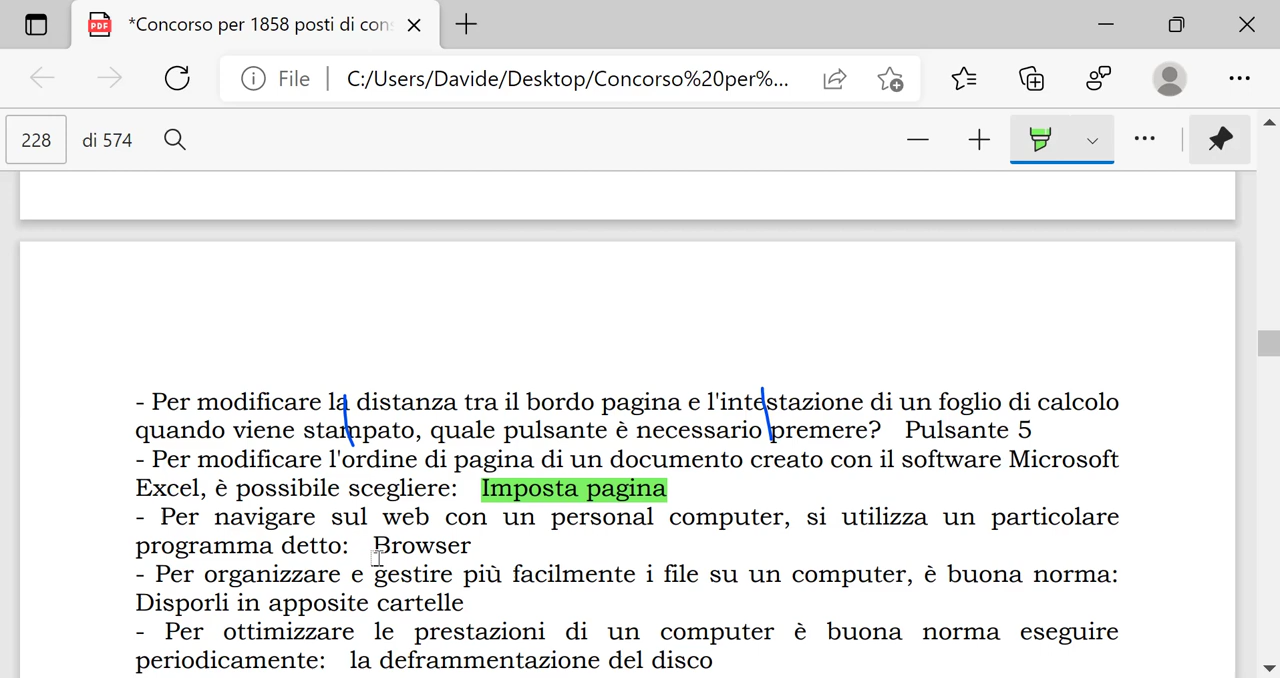 *Concorso per 1858 posti di con
File
C:/Users/Davide/Desktop/Concorso%20per%...
228 di 574
- Per modificare la distanza tra il bordo pagina e l'intestazione di un foglio di calcolo
quando viene stampato, quale pulsante è necessario premere? Pulsante 5
- Per modificare l'ordine di pagina di un documento creato con il software Microsoft
Excel, è possibile scegliere: Imposta pagina
- Per navigare sul web con un personal computer, si utilizza un particolare
programma detto: Browser
- Per organizzare e gestire più facilmente i file su un computer, è buona norma:
Disporli in apposite cartelle
- Per ottimizzare le prestazioni di un computer è buona norma eseguire
periodicamente: la deframmentazione del disco